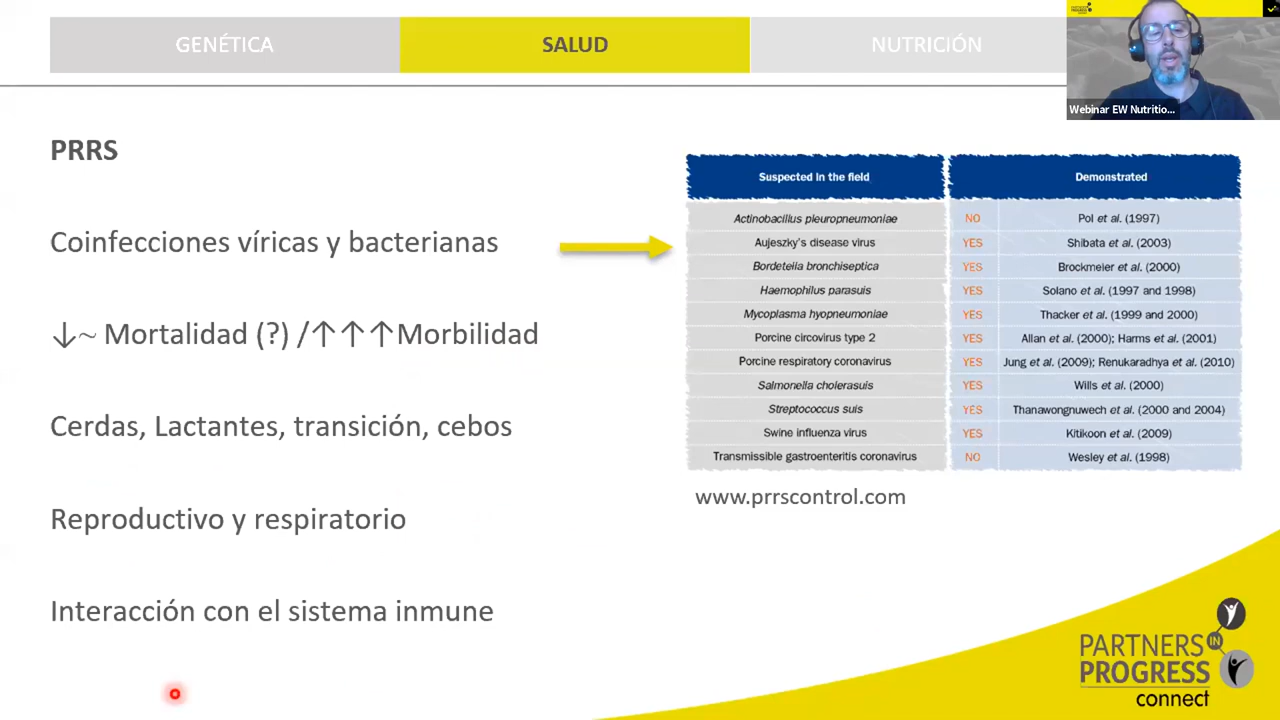 GENÉTICA
SALUD
NUTRICIÓN
Webinar EW Nutritio...
PRRS
Coinfecciones víricas y bacterianas
↓~ Mortalidad (?) /↑↑↑Morbilidad
Cerdas, Lactantes, transición, cebos
Reproductivo y respiratorio
Interacción con el sistema inmune
Suspected in the field Demonstrated
Actinobacillus pleuropneumoniae NO Pol et al. (1997)
Aujeszky's disease virus YES Shibata et al. (2003)
Bordetella bronchiseptica YES Brockmeier et al. (2000)
Haemophilus parasuis YES Solano et al. (1997 and 1998)
Mycoplasma hyopneumoniae YES Thacker et al. (1999 and 2000)
Porcine circovirus type 2 YES Allan et al. (2000); Harms et al. (2001)
Porcine respiratory coronavirus YES Jung et al. (2009); Renukaradhya et al. (2010)
Salmonella cholerasuis YES Wills et al. (2000)
Streptococcus suis YES Thanawongnuwech et al. (2000 and 2004)
Swine influenza virus YES Kitikoon et al. (2009)
Transmissible gastroenteritis coronavirus NO Wesley et al. (1998)
www.prrscontrol.com
PARTNERS IN
PROGRESS
connect